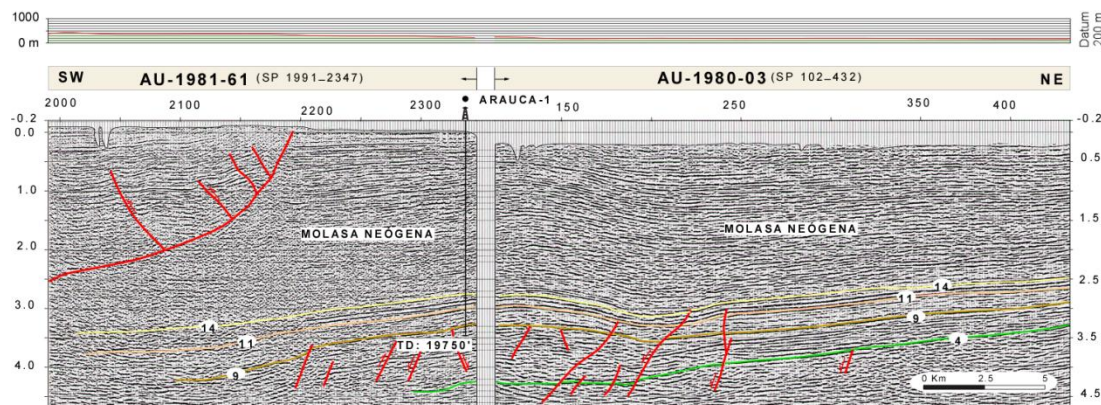 1000
0 m
Datum
200 m
SW AU-1981-61 (SP 1991–2347) AU-1980-03 (SP 102–432) NE
2000 2100 2200 2300 ARAUCA-1 150 250 350 400
-0.2 -0.2
0.0
0.5
1.0
1.5
MOLASA NEÓGENA MOLASA NEÓGENA
2.0
2.5
14
3.0 11
14 9
11 TD: 19750' 4 3.5
9
4.0
0 Km 2.5 5
4.5